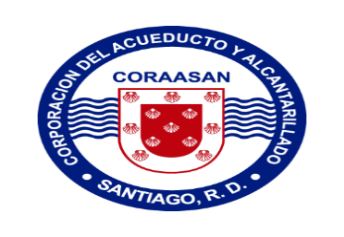 CORPORACION DEL ACUEDUCTO Y ALCANTARILLADO
CORAASAN
• SANTIAGO, R. D. •